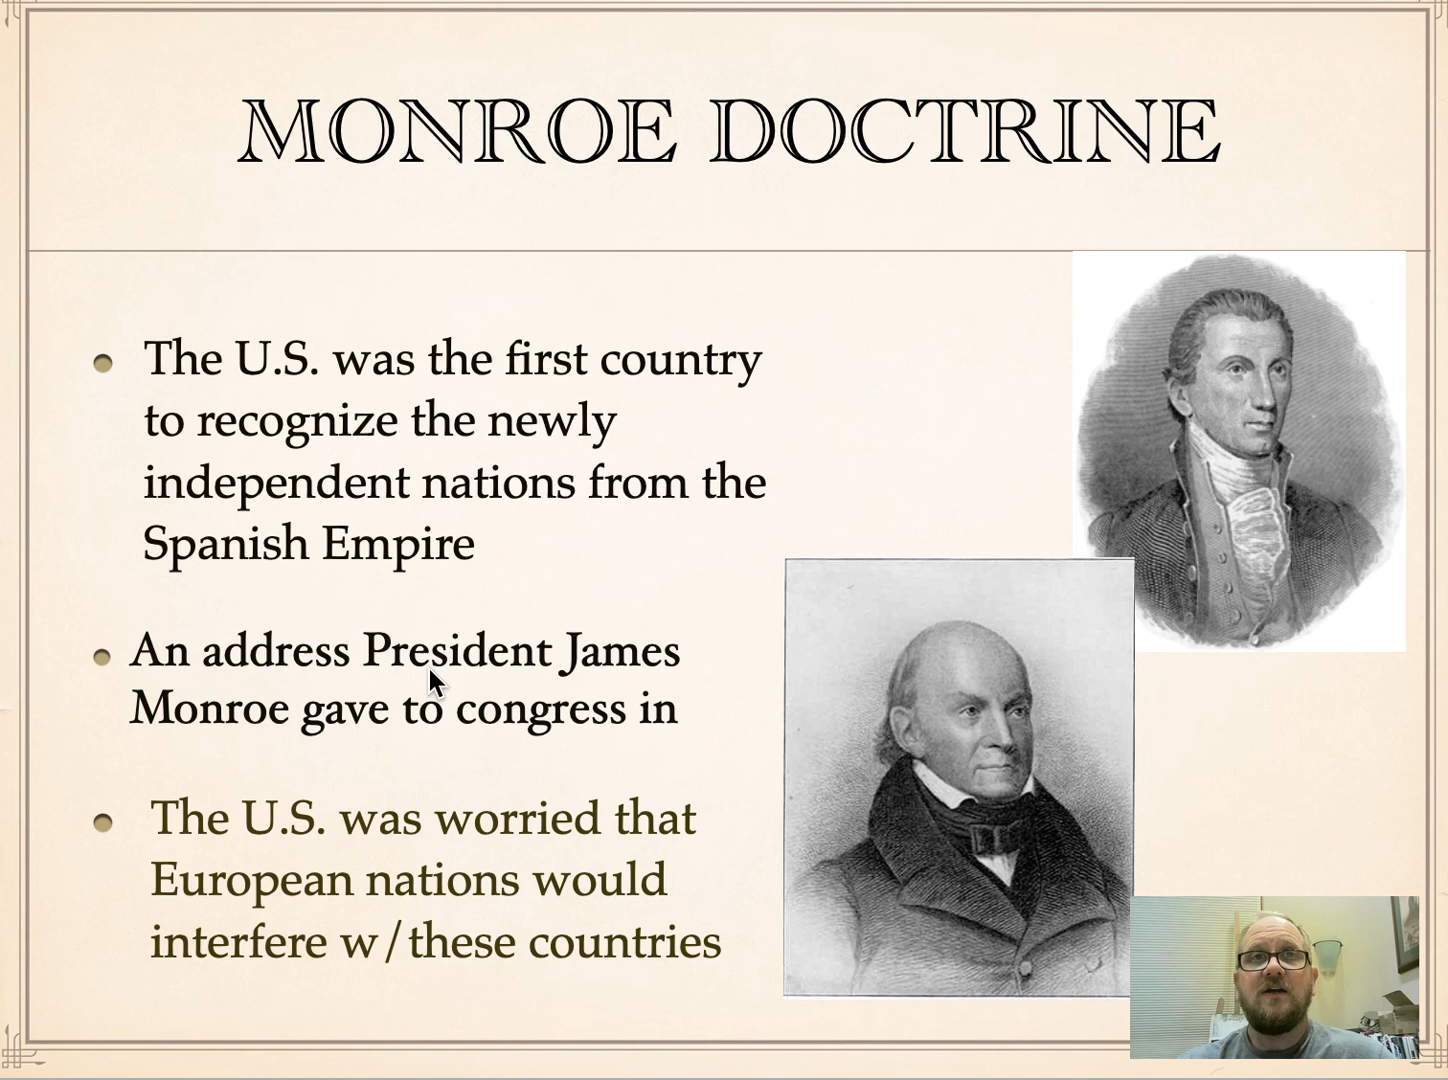 MONROE DOCTRINE
The U.S. was the first country
to recognize the newly
independent nations from the
Spanish Empire
An address President James
Monroe gave to congress in
The U.S. was worried that
European nations would
interfere w/these countries